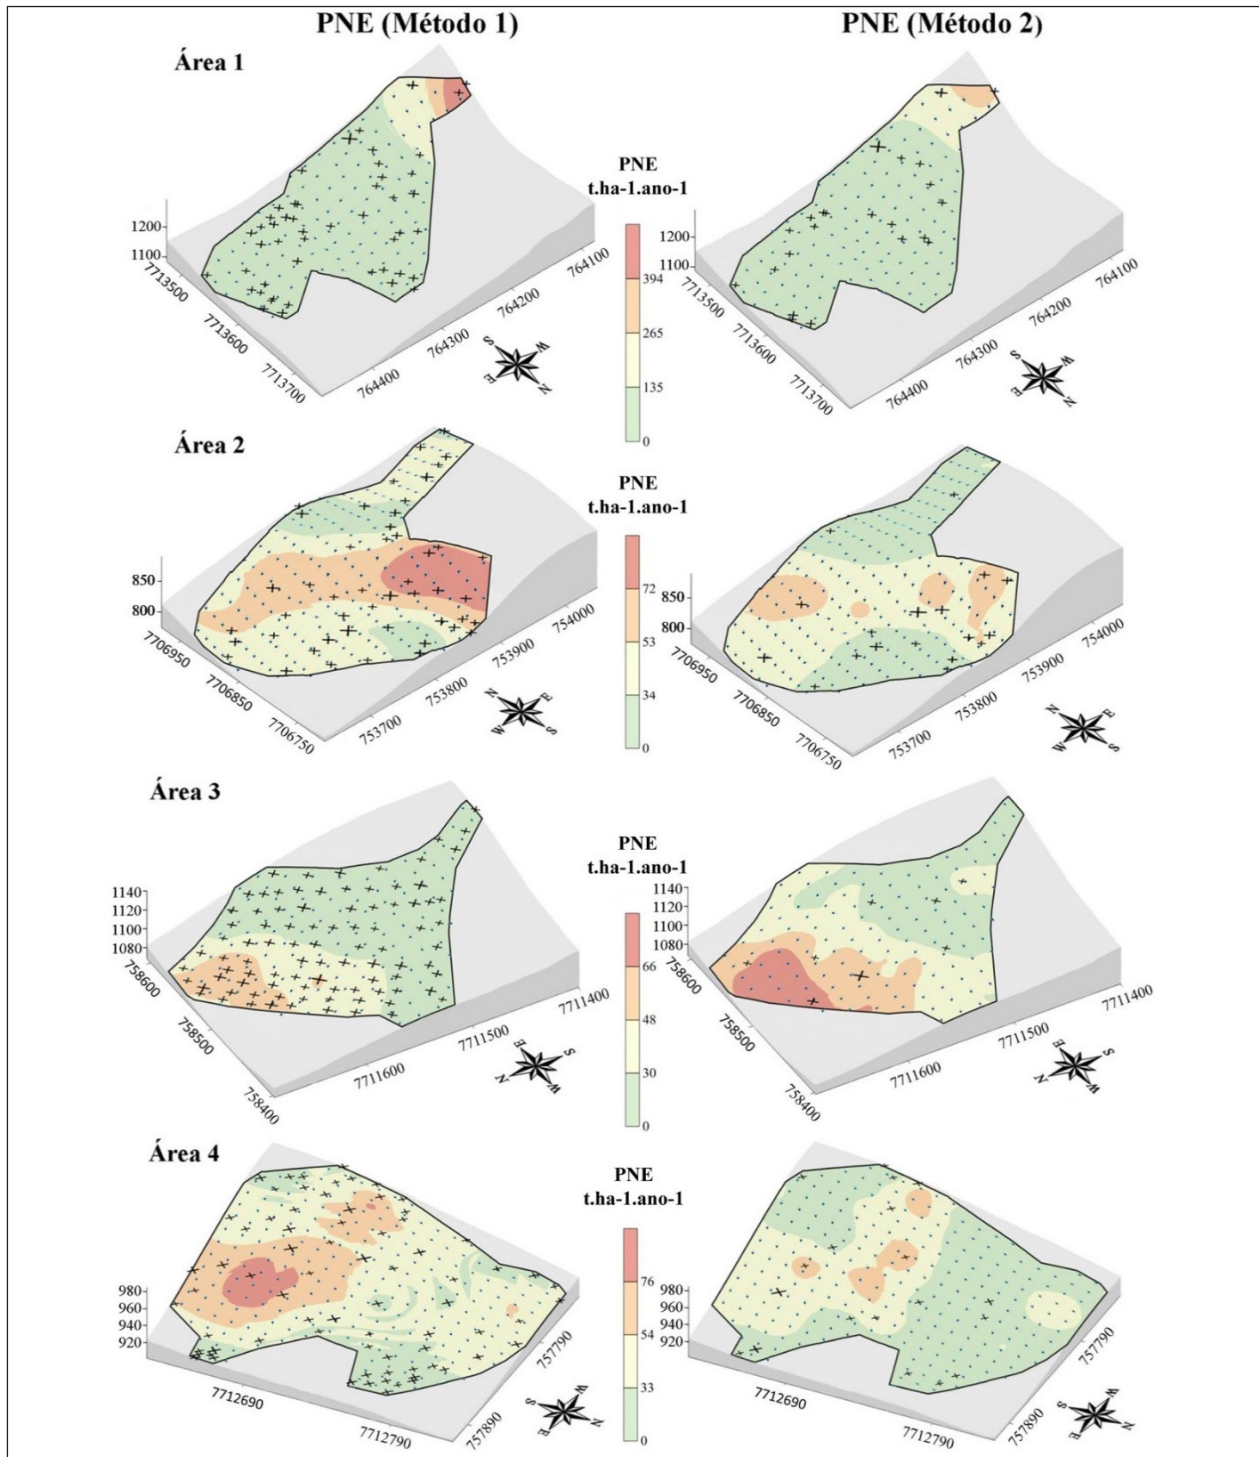 PNE (Método 1)
PNE (Método 2)
Área 1
PNE
t.ha-1.ano-1
394
265
135
0
1200
1100
7713500
7713600
7713700
764400
764300
764200
764100
S
W
E
N
1200
1100
7713500
7713600
7713700
764400
764300
764200
764100
S
W
E
N
Área 2
PNE
t.ha-1.ano-1
72
53
34
0
850
800
7706950
7706850
7706750
753700
753800
753900
754000
N
E
W
S
850
800
7706950
7706850
7706750
753700
753800
753900
754000
N
E
W
S
Área 3
PNE
t.ha-1.ano-1
66
48
30
0
1140
1120
1100
1080
758600
758500
758400
7711600
7711500
7711400
E
S
N
W
1140
1120
1100
1080
758600
758500
758400
7711600
7711500
7711400
E
S
N
W
Área 4
PNE
t.ha-1.ano-1
76
54
33
0
980
960
940
920
7712690
7712790
757890
757790
S
W
E
N
980
960
940
920
7712690
7712790
757890
757790
S
W
E
N